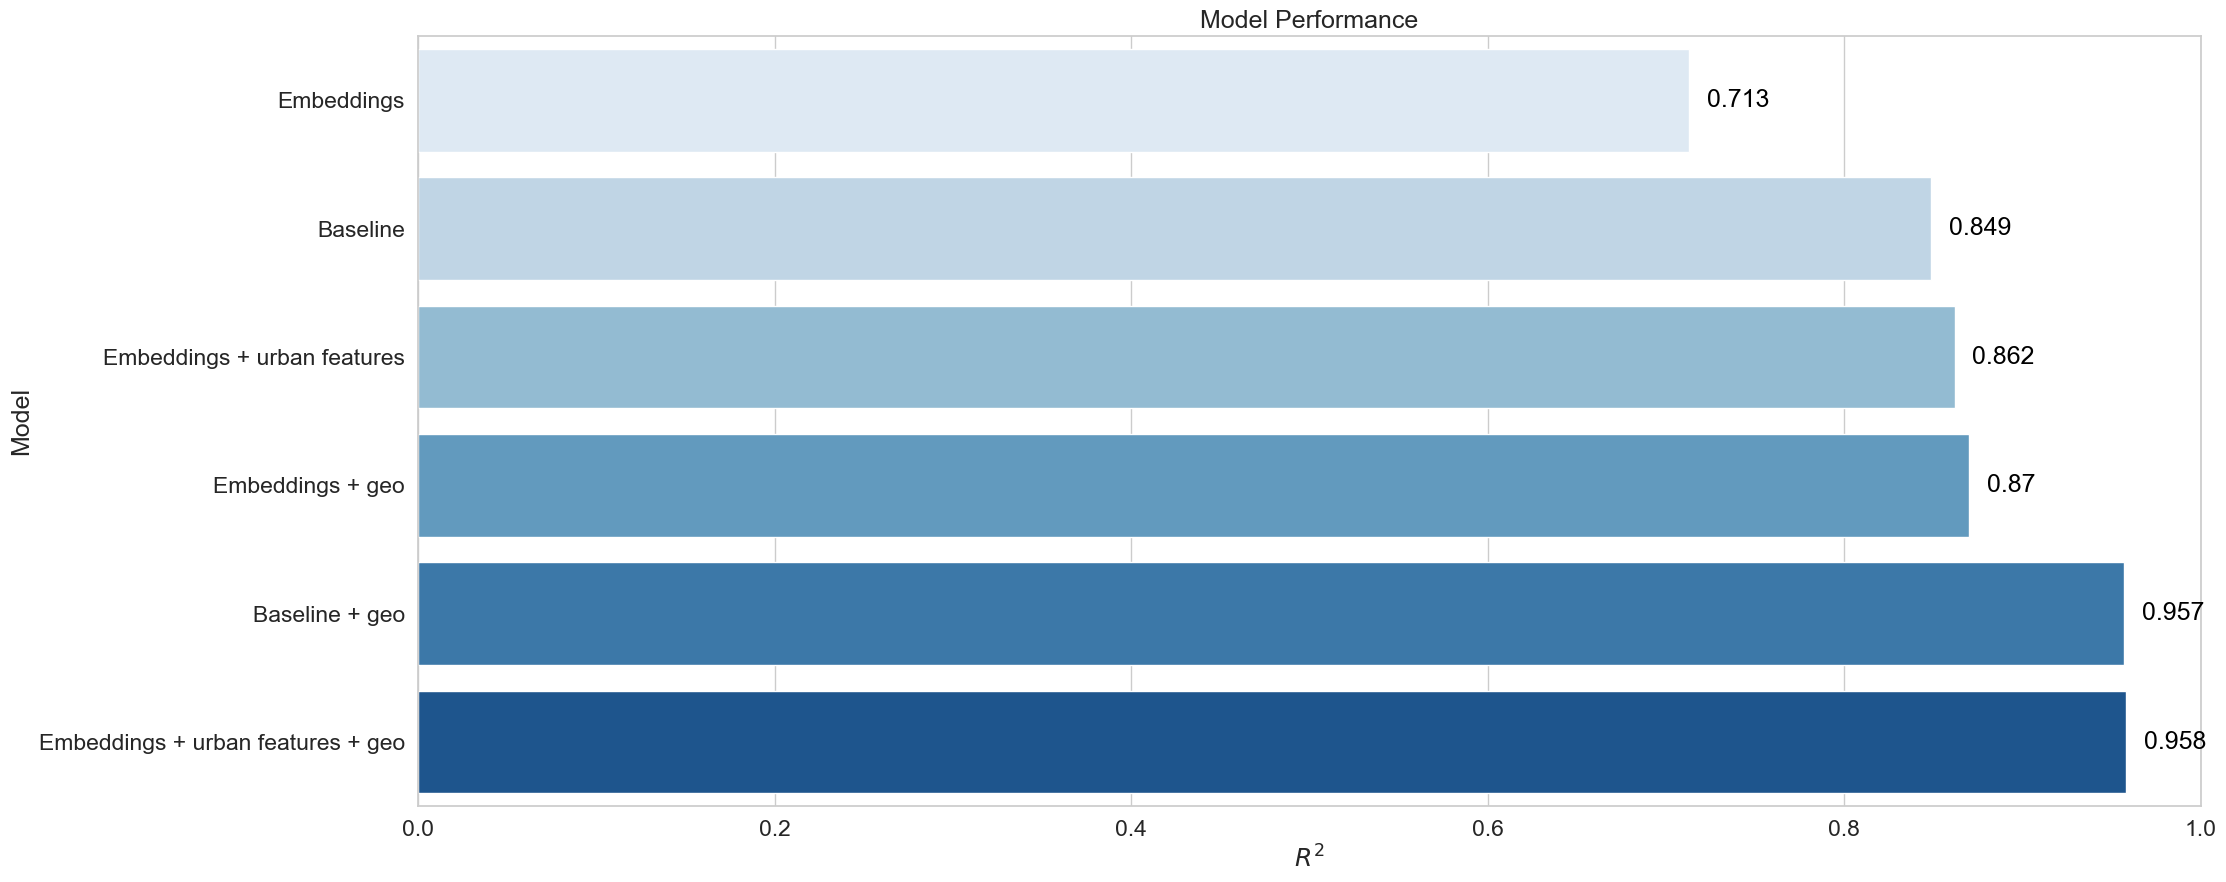 Model Performance
Embeddings
0.713
Baseline
0.849
Embeddings + urban features
0.862
Embeddings + geo
0.87
Baseline + geo
0.957
Embeddings + urban features + geo
0.958
Model
0.0 0.2 0.4 0.6 0.8 1.0
R²